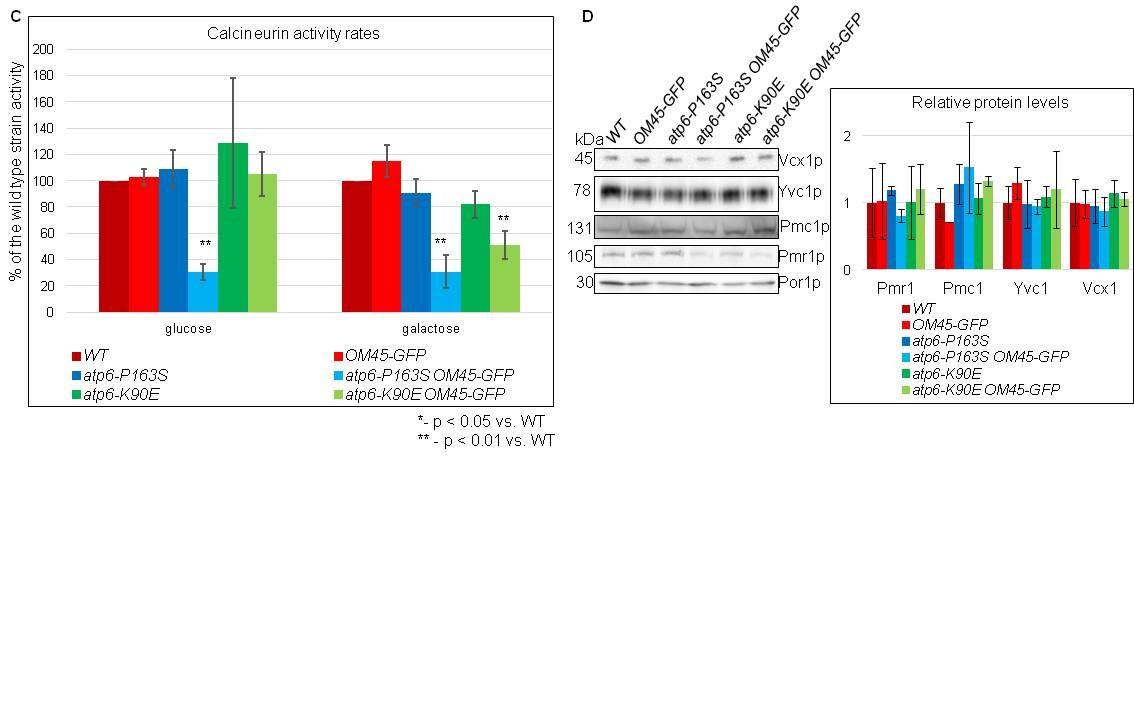 C
Calcineurin activity rates
% of the wild type strain activity
200
180
160
140
120
100
80
60
40
20
0
**
**
**
glucose
galactose
WT
OM45-GFP
atp6-P163S
atp6-P163S OM45-GFP
atp6-K90E
atp6-K90E OM45-GFP
*- p < 0.05 vs. WT
** - p < 0.01 vs. WT
D
kDa
WT
OM45-GFP
atp6-P163S
atp6-P163S OM45-GFP
atp6-K90E
atp6-K90E OM45-GFP
45 Vcx1p
78 Yvc1p
131 Pmc1p
105 Pmr1p
30 Por1p
Relative protein levels
2
1
0
Pmr1 Pmc1 Yvc1 Vcx1
WT
OM45-GFP
atp6-P163S
atp6-P163S OM45-GFP
atp6-K90E
atp6-K90E OM45-GFP